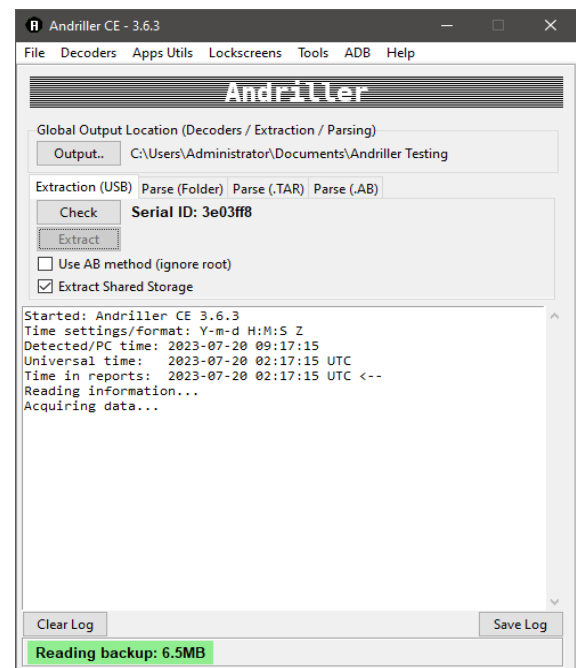 Andriller CE - 3.6.3
File Decoders Apps Utils Lockscreens Tools ADB Help
Andriller
Global Output Location (Decoders / Extraction / Parsing)
Output.. C:\Users\Administrator\Documents\Andriller Testing
Extraction (USB) Parse (Folder) Parse (.TAR) Parse (.AB)
Check Serial ID: 3e03ff8
Extract
Use AB method (ignore root)
Extract Shared Storage
Started: Andriller CE 3.6.3
Time settings/format: Y-m-d H:M:S Z
Detected/PC time: 2023-07-20 09:17:15
Universal time: 2023-07-20 02:17:15 UTC
Time in reports: 2023-07-20 02:17:15 UTC <--
Reading information...
Acquiring data...
Clear Log Save Log
Reading backup: 6.5MB